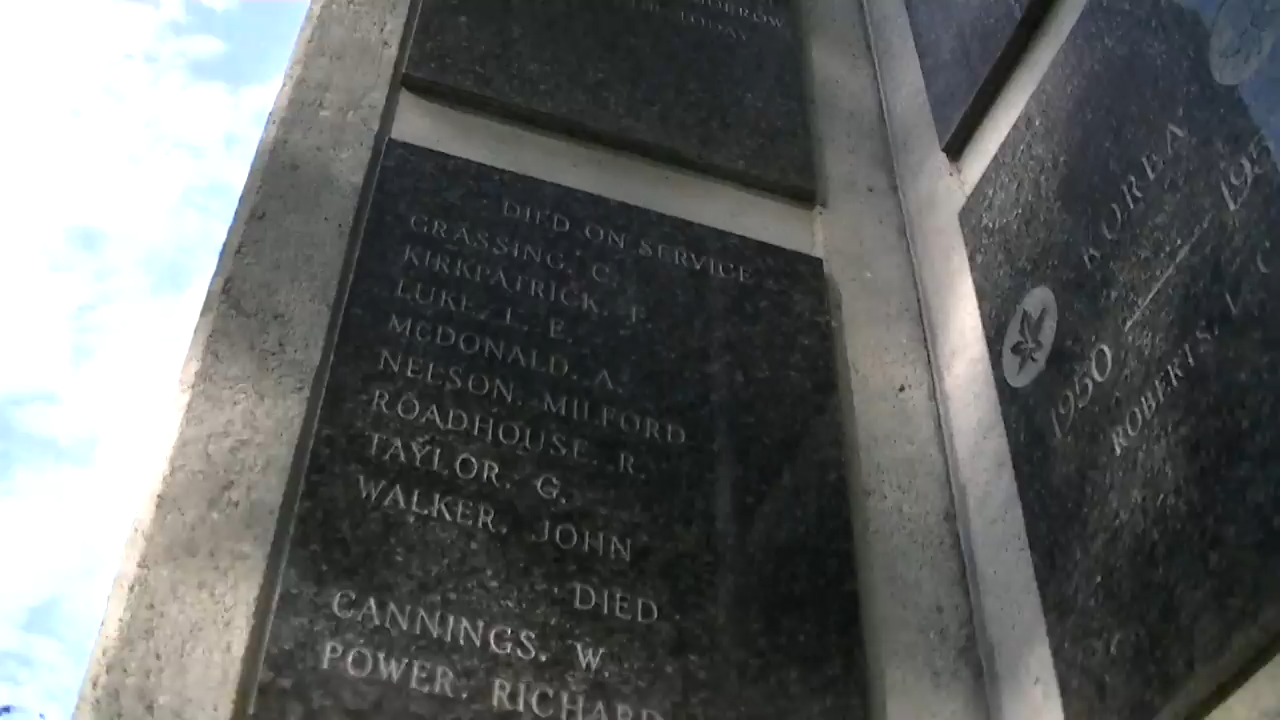 TODAY
DIED ON SERVICE
GRASSING, C.
KIRKPATRICK, F.
LUKE, L. E.
MCDONALD, A.
NELSON, MILFORD
ROADHOUSE, R.
TAYLOR, G.
WALKER, JOHN
DIED
CANNINGS, W.
POWER, RICHARD
KOREA
1950
ROBERTS, L